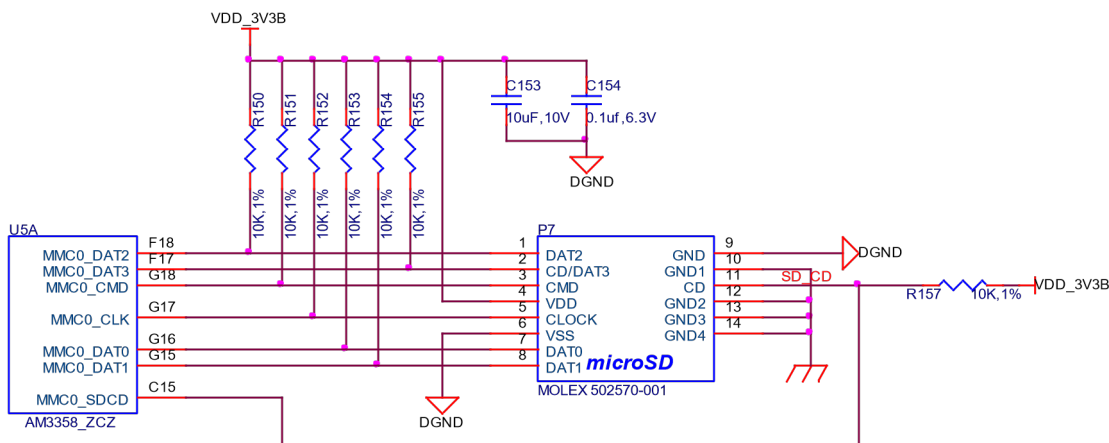 VDD_3V3B
R150
R151
R152
R153
R154
R155
10K,1%
10K,1%
10K,1%
10K,1%
10K,1%
10K,1%
C153
10uF,10V
C154
0.1uf,6.3V
DGND
U5A
MMC0_DAT2
F18
MMC0_DAT3
F17
MMC0_CMD
G18
MMC0_CLK
G17
MMC0_DAT0
G16
MMC0_DAT1
G15
MMC0_SDCD
C15
AM3358_ZCZ
P7
1 DAT2
2 CD/DAT3
3 CMD
4 VDD
5 CLOCK
6 VSS
7 DAT0
8 DAT1
GND 9
GND1 10
CD 11
GND2 12
GND3 13
GND4 14
microSD
MOLEX 502570-001
DGND
DGND
SD_CD
R157
10K,1%
VDD_3V3B